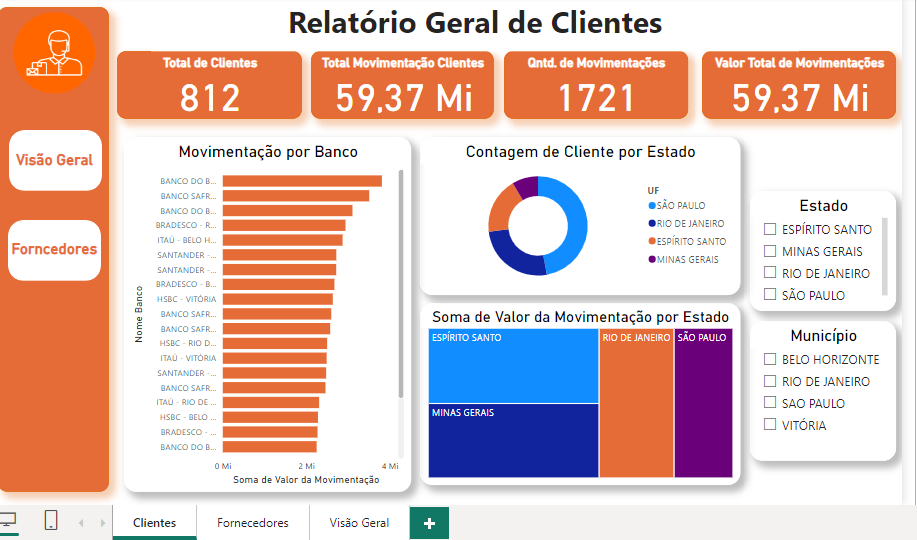 Relatório Geral de Clientes
Total de Clientes
812
Total Movimentação Clientes
59,37 Mi
Qntd. de Movimentações
1721
Valor Total de Movimentações
59,37 Mi
Visão Geral
Forncedores
Movimentação por Banco
Nome Banco
BANCO DO B...
BANCO SAFR...
BANCO DO B...
BRADESCO - R...
ITAÚ - BELO H...
SANTANDER -...
SANTANDER -...
BRADESCO - B...
HSBC - VITÓRIA
BANCO SAFR...
BANCO SAFR...
HSBC - RIO D...
ITAÚ - VITÓRIA
SANTANDER -...
BANCO SAFR...
ITAÚ - RIO DE ...
HSBC - BELO ...
BRADESCO - ...
BANCO DO B...
0 Mi 2 Mi 4 Mi
Soma de Valor da Movimentação
Contagem de Cliente por Estado
UF
SÃO PAULO
RIO DE JANEIRO
ESPÍRITO SANTO
MINAS GERAIS
Soma de Valor da Movimentação por Estado
ESPÍRITO SANTO
MINAS GERAIS
RIO DE JANEIRO
SÃO PAULO
Estado
ESPÍRITO SANTO
MINAS GERAIS
RIO DE JANEIRO
SÃO PAULO
Município
BELO HORIZONTE
RIO DE JANEIRO
SAO PAULO
VITÓRIA
Clientes
Fornecedores
Visão Geral